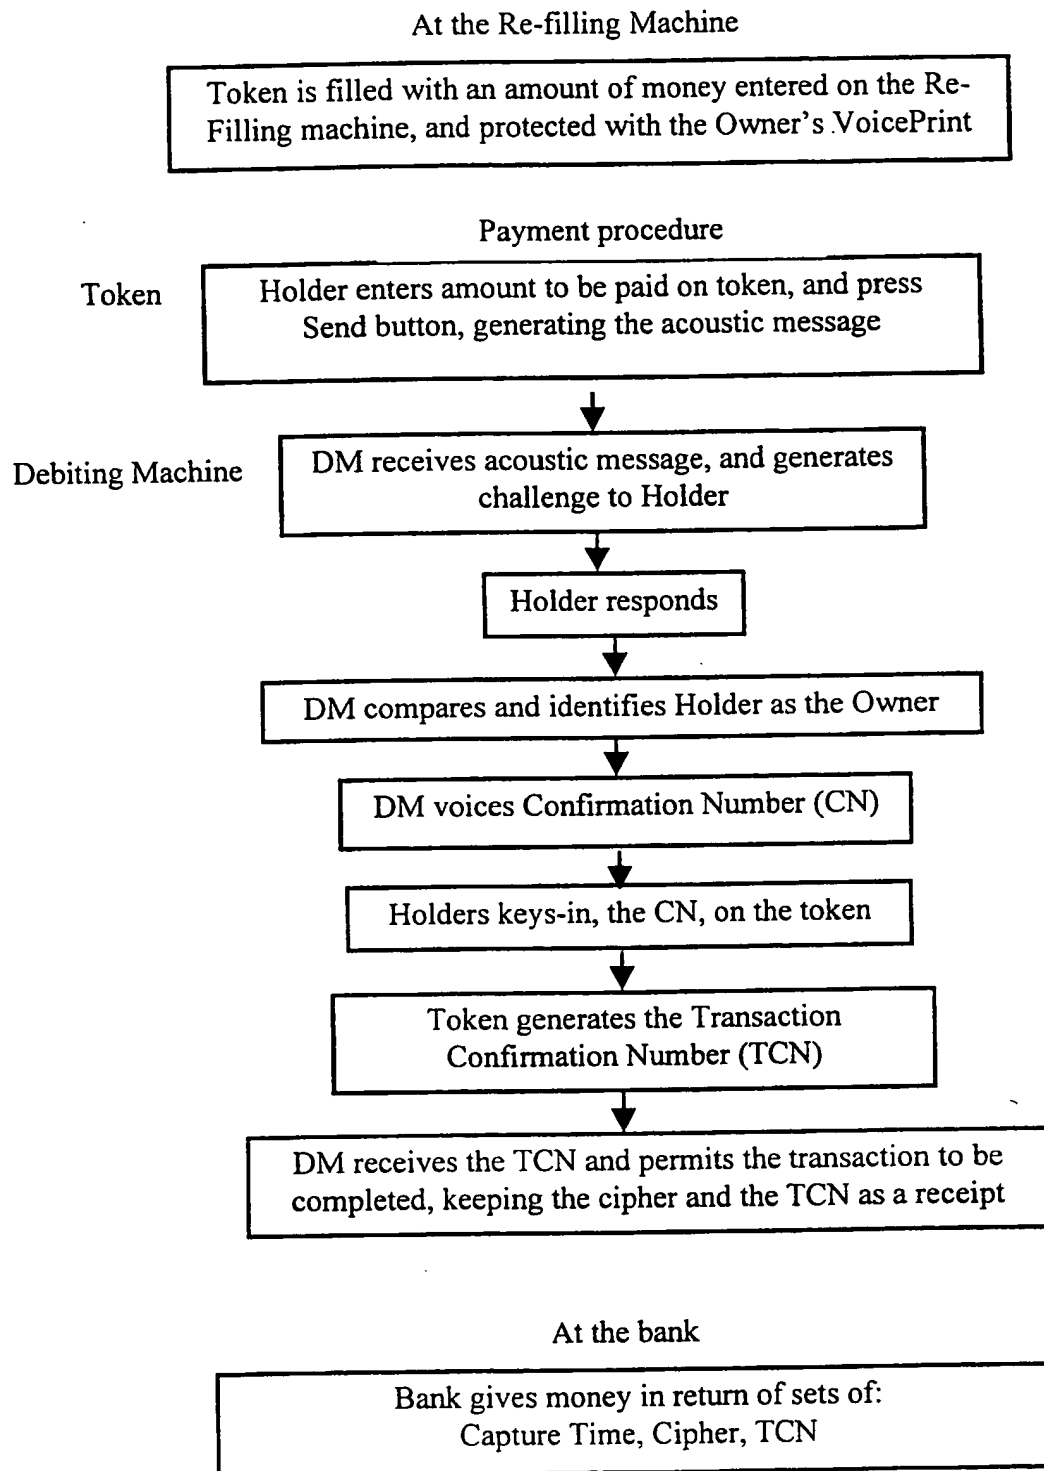 At the Re-filling Machine
Token is filled with an amount of money entered on the Re-
Filling machine, and protected with the Owner's VoicePrint
Payment procedure
Token
Holder enters amount to be paid on token, and press
Send button, generating the acoustic message
Debiting Machine
DM receives acoustic message, and generates
challenge to Holder
Holder responds
DM compares and identifies Holder as the Owner
DM voices Confirmation Number (CN)
Holders keys-in, the CN, on the token
Token generates the Transaction
Confirmation Number (TCN)
DM receives the TCN and permits the transaction to be
completed, keeping the cipher and the TCN as a receipt
At the bank
Bank gives money in return of sets of:
Capture Time, Cipher, TCN